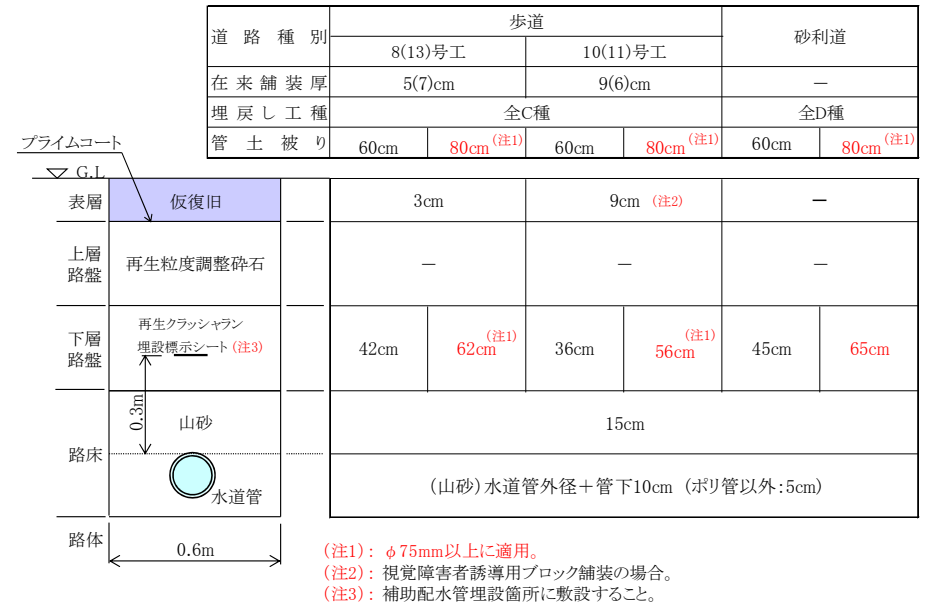 道路種別 歩道 砂利道
8(13)号工 10(11)号工
在来舗装厚 5(7)cm 9(6)cm －
埋戻し工種 全C種 全D種
管土被り 60cm 80cm(注1) 60cm 80cm(注1) 60cm 80cm(注1)
プライムコート
▽ G.L
表層 仮復旧 3cm 9cm (注2) －
上層路盤 再生粒度調整砕石 － － －
下層路盤 再生クラッシャラン
埋設標示シート(注3) 42cm 62cm(注1) 36cm 56cm(注1) 45cm 65cm
0.3m
路床 山砂 15cm
水道管 (山砂)水道管外径＋管下10cm (ポリ管以外:5cm)
路体 0.6m
(注1)： φ75mm以上に適用。
(注2)： 視覚障害者誘導用ブロック舗装の場合。
(注3)： 補助配水管埋設箇所に敷設すること。